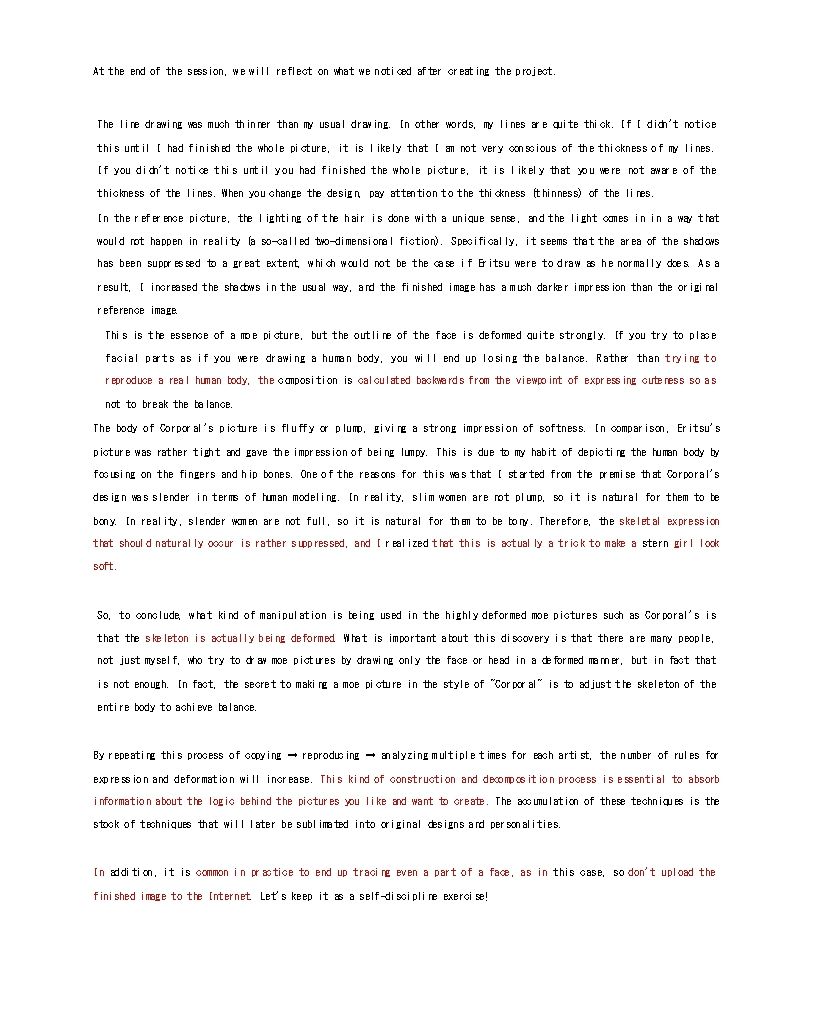 At the end of the session, we will reflect on what we noticed after creating the project.
The line drawing was much thinner than my usual drawing. In other words, my lines are quite thick. If I didn't notice
this until I had finished the whole picture, it is likely that I am not very conscious of the thickness of my lines.
If you didn't notice this until you had finished the whole picture, it is likely that you were not aware of the
thickness of the lines. When you change the design, pay attention to the thickness (thinness) of the lines.
In the reference picture, the lighting of the hair is done with a unique sense, and the light comes in in a way that
would not happen in reality (a so-called two-dimensional fiction). Specifically, it seems that the area of the shadows
has been suppressed to a great extent, which would not be the case if Eritsu were to draw as he normally does. As a
result, I increased the shadows in the usual way, and the finished image has a much darker impression than the original
reference image.
This is the essence of a moe picture, but the outline of the face is deformed quite strongly. If you try to place
facial parts as if you were drawing a human body, you will end up losing the balance. Rather than trying to
reproduce a real human body, the composition is calculated backwards from the viewpoint of expressing cuteness so as
not to break the balance.
The body of Corporal's picture is fluffy or plump, giving a strong impression of softness. In comparison, Eritsu's
picture was rather tight and gave the impression of being lumpy. This is due to my habit of depicting the human body by
focusing on the fingers and hip bones. One of the reasons for this was that I started from the premise that Corporal's
design was slender in terms of human modeling. In reality, slim women are not plump, so it is natural for them to be
bony. In reality, slender women are not full, so it is natural for them to be bony. Therefore, the skeletal expression
that should naturally occur is rather suppressed, and I realized that this is actually a trick to make a stern girl look
soft.
So, to conclude, what kind of manipulation is being used in the highly deformed moe pictures such as Corporal's is
that the skeleton is actually being deformed. What is important about this discovery is that there are many people,
not just myself, who try to draw moe pictures by drawing only the face or head in a deformed manner, but in fact that
is not enough. In fact, the secret to making a moe picture in the style of "Corporal" is to adjust the skeleton of the
entire body to achieve balance.
By repeating this process of copying → reproducing → analyzing multiple times for each artist, the number of rules for
expression and deformation will increase. This kind of construction and decomposition process is essential to absorb
information about the logic behind the pictures you like and want to create. The accumulation of these techniques is the
stock of techniques that will later be sublimated into original designs and personalities.
In addition, it is common in practice to end up tracing even a part of a face, as in this case, so don't upload the
finished image to the Internet. Let's keep it as a self-discipline exercise!